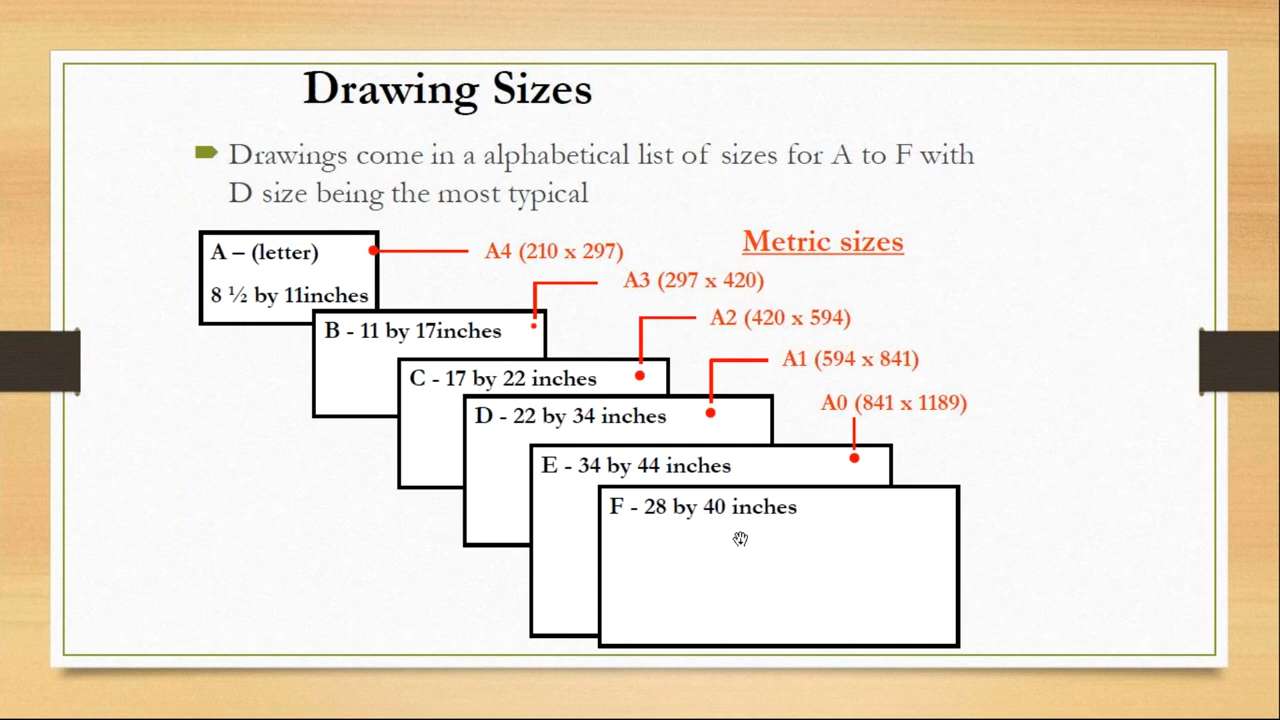 Drawing Sizes
Drawings come in a alphabetical list of sizes for A to F with
D size being the most typical
Metric sizes
A – (letter)
8 ½ by 11inches
A4 (210 x 297)
B - 11 by 17inches
A3 (297 x 420)
C - 17 by 22 inches
A2 (420 x 594)
D - 22 by 34 inches
A1 (594 x 841)
E - 34 by 44 inches
A0 (841 x 1189)
F - 28 by 40 inches